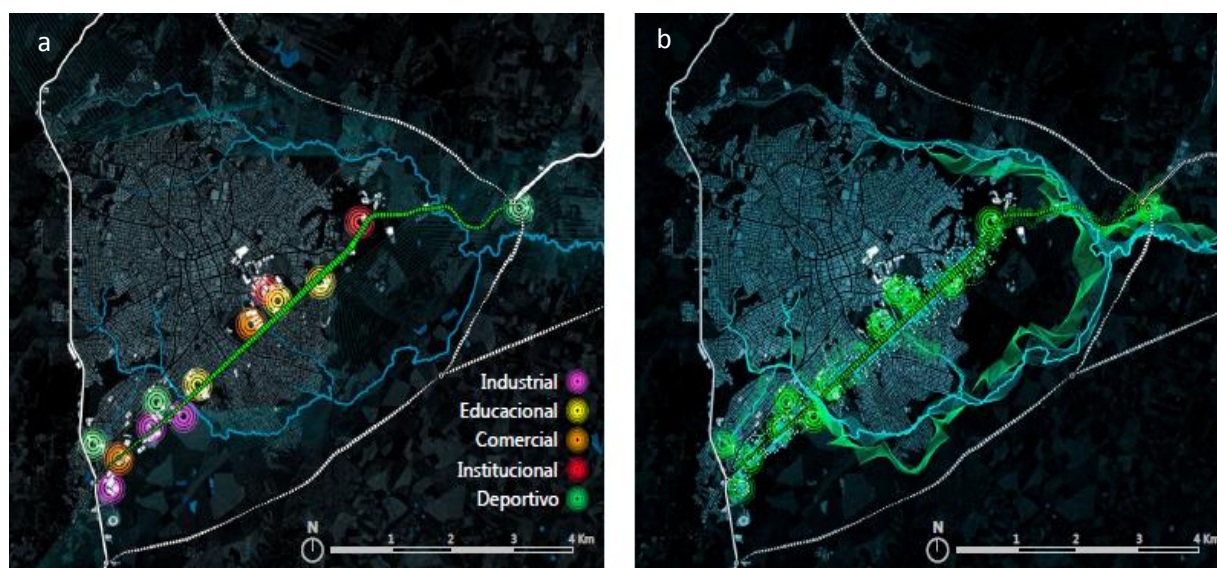 a
Industrial
Educacional
Comercial
Institucional
Deportivo
N
1 2 3 4 Km
b
N
1 2 3 4 Km